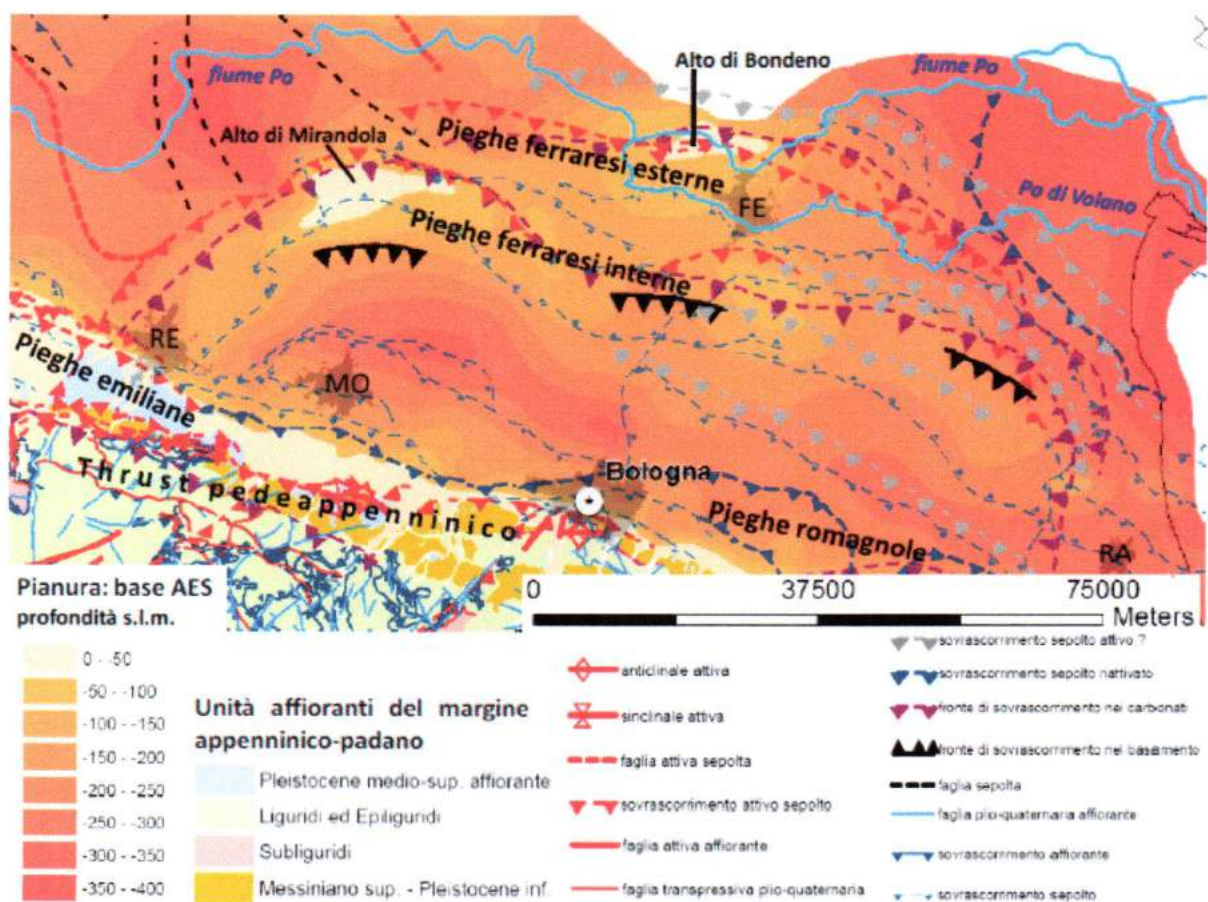 Alto di Bondeno
fiume Po
fiume Po
Alto di Mirandola
Pieghe ferraresi esterne
FE
Po di Volano
Pieghe ferraresi interne
RE
MO
Pieghe emiliane
Bologna
Thrust pedeappenninico
Pieghe romagnole
RA
Pianura: base AES
profondità s.l.m.
0 37500 75000
Meters
0 - -50
-50 - -100
-100 - -150
-150 - -200
-200 - -250
-250 - -300
-300 - -350
-350 - -400
Unità affioranti del margine
appenninico-padano
Pleistocene medio-sup. affiorante
Liguridi ed Epiliguridi
Subliguridi
Messiniano sup. - Pleistocene inf.
anticlinale attiva
sinclinale attiva
faglia attiva sepolta
sovrascorrimento attivo sepolto
faglia attiva affiorante
faglia transpressiva plio-quaternaria
sovrascorrimento sepolto attivo ?
sovrascorrimento sepolto riattivato
fronte di sovrascorrimento nei carbonati
fronte di sovrascorrimento nel basamento
faglia sepolta
faglia plio-quaternaria affiorante
sovrascorrimento affiorante
sovrascorrimento sepolto